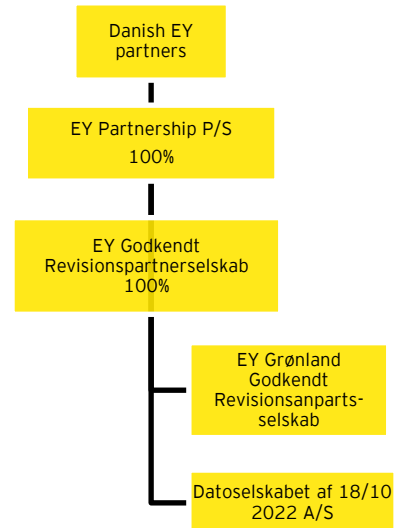 Danish EY
partners
EY Partnership P/S
100%
EY Godkendt
Revisionspartnerselskab
100%
EY Grønland
Godkendt
Revisionsanparts-
selskab
Datoselskabet af 18/10
2022 A/S